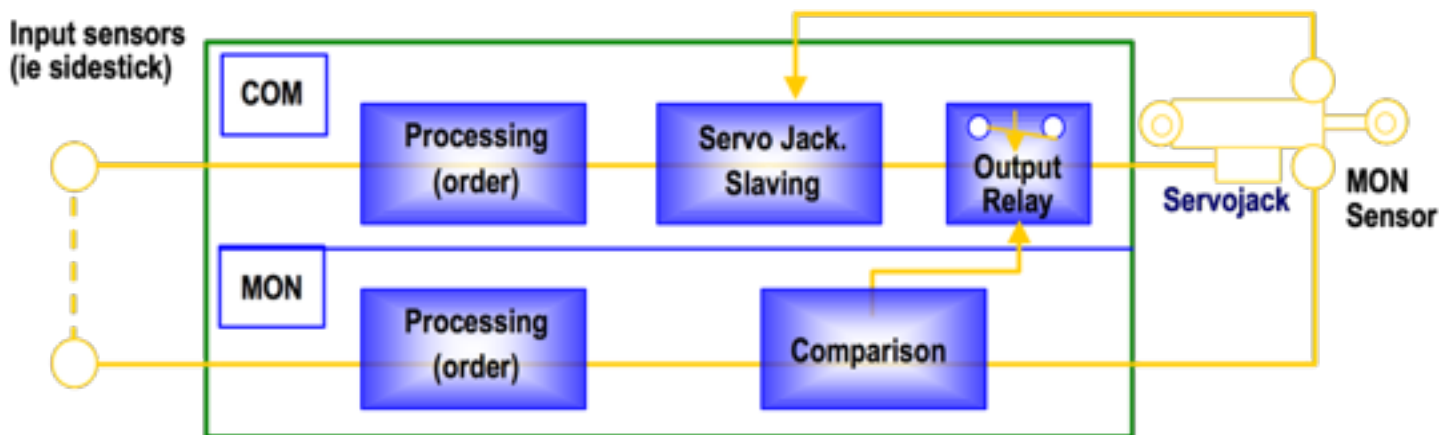 Input sensors
(ie sidestick)
COM
Processing
(order)
Servo Jack.
Slaving
Output
Relay
Servojack
MON
Sensor
MON
Processing
(order)
Comparison